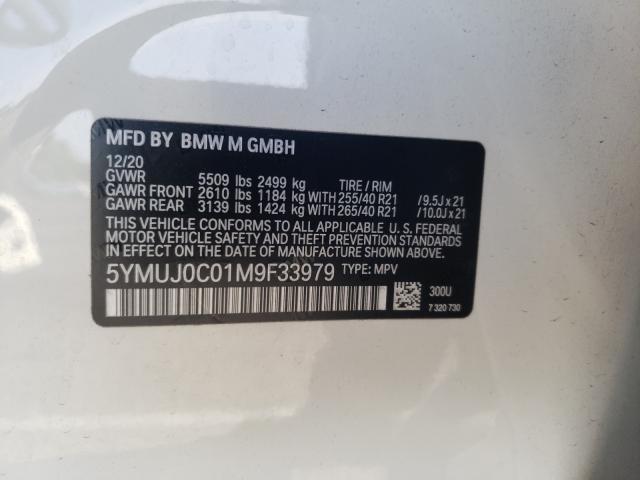 MFD BY BMW M GMBH
12/20
GVWR 5509 lbs 2499 kg TIRE / RIM
GAWR FRONT 2610 lbs 1184 kg WITH 255/40 R21 / 9.5J x 21
GAWR REAR 3139 lbs 1424 kg WITH 265/40 R21 / 10.0J x 21
THIS VEHICLE CONFORMS TO ALL APPLICABLE U. S. FEDERAL
MOTOR VEHICLE SAFETY AND THEFT PREVENTION STANDARDS
IN EFFECT ON THE DATE OF MANUFACTURE SHOWN ABOVE.
5YMUJ0C01M9F33979 TYPE: MPV
300U
7 320 730